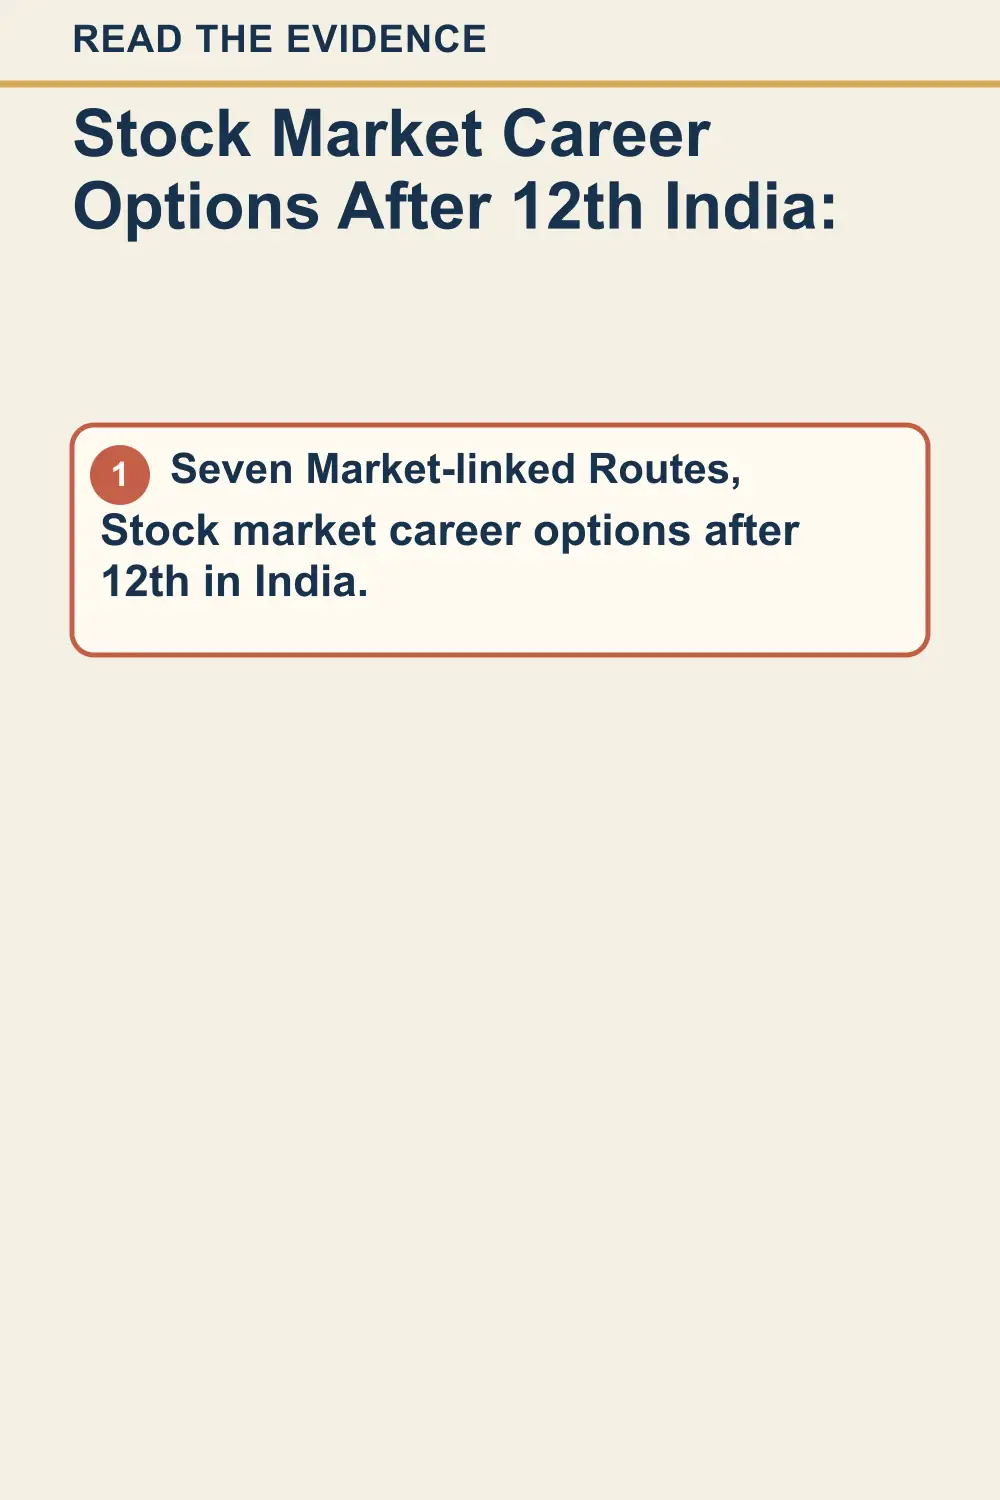 READ THE EVIDENCE
Stock Market Career
Options After 12th India:
1 Seven Market-linked Routes,
Stock market career options after
12th in India.